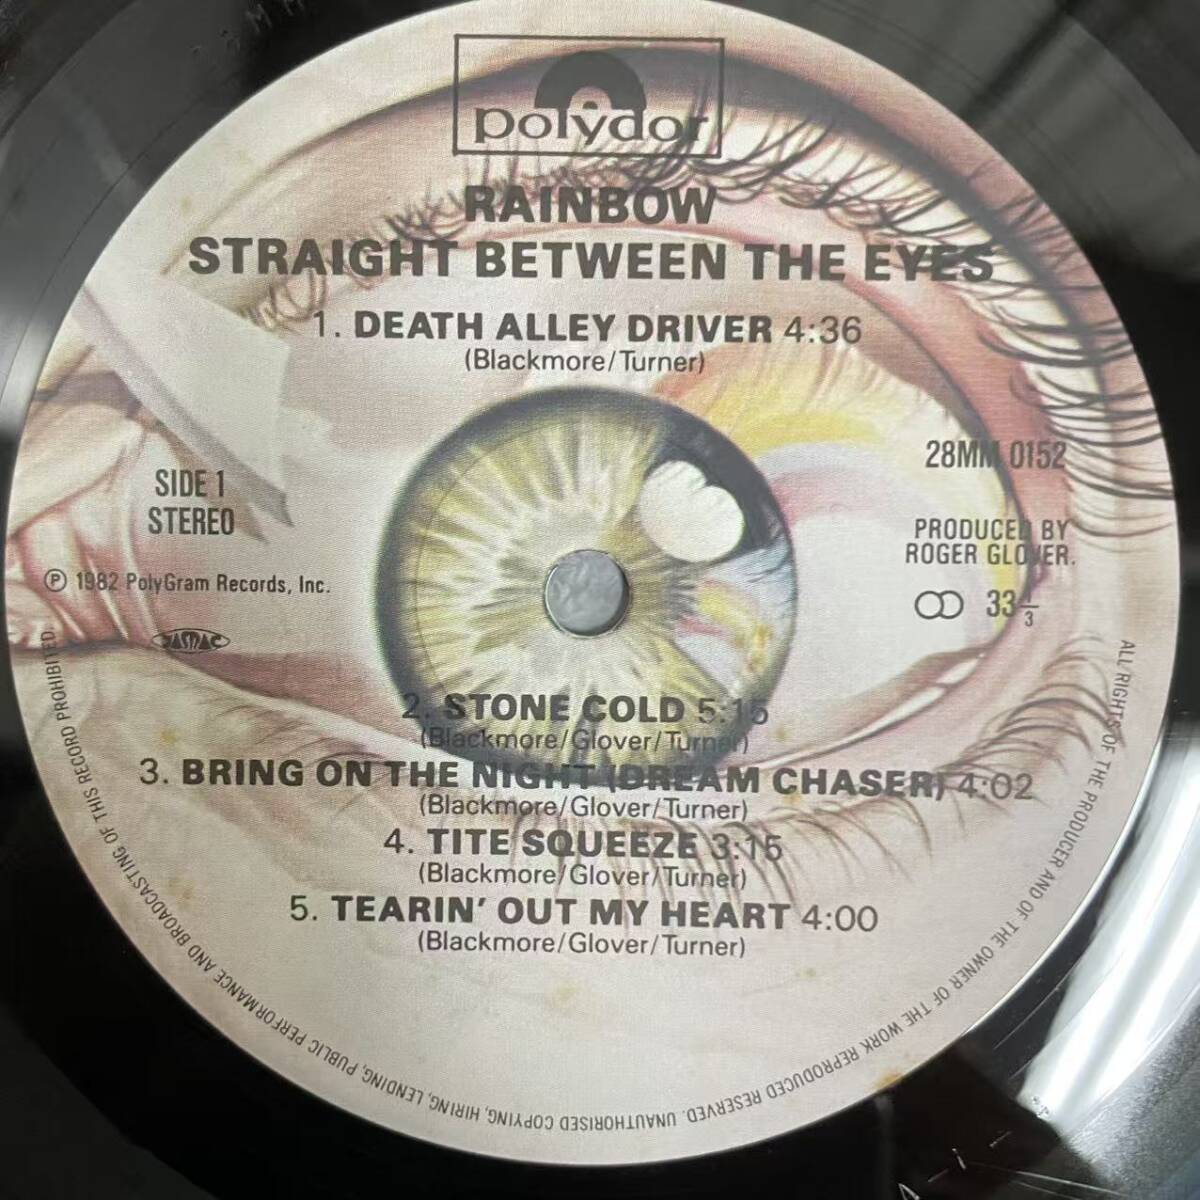 polydor
RAINBOW
STRAIGHT BETWEEN THE EYES
1. DEATH ALLEY DRIVER 4:36
(Blackmore/Turner)
SIDE 1
STEREO
℗ 1982 PolyGram Records, Inc.
JASRAC
28MM 0152
PRODUCED BY
ROGER GLOVER.
33 1/3
2. STONE COLD 5:15
(Blackmore/Glover/Turner)
3. BRING ON THE NIGHT (DREAM CHASER) 4:02
(Blackmore/Glover/Turner)
4. TITE SQUEEZE 3:15
(Blackmore/Glover/Turner)
5. TEARIN' OUT MY HEART 4:00
(Blackmore/Glover/Turner)
ALL RIGHTS OF THE PRODUCER AND OF THE OWNER OF THE WORK REPRODUCED RESERVED. UNAUTHORISED COPYING, HIRING, LENDING, PUBLIC PERFORMANCE AND BROADCASTING OF THIS RECORD PROHIBITED.